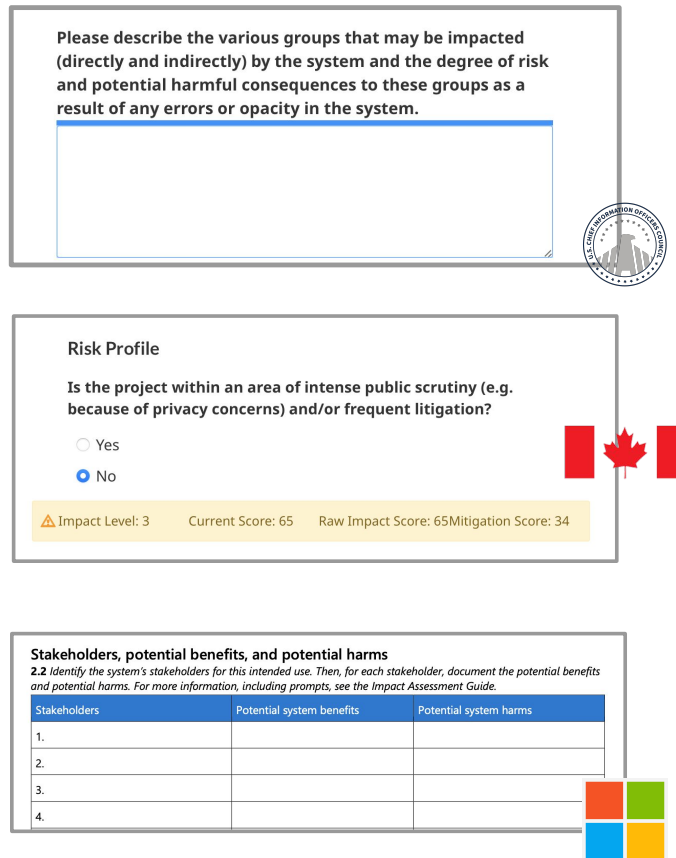 Please describe the various groups that may be impacted
(directly and indirectly) by the system and the degree of risk
and potential harmful consequences to these groups as a
result of any errors or opacity in the system.
U.S. CHIEF INFORMATION OFFICERS COUNCIL
Risk Profile
Is the project within an area of intense public scrutiny (e.g.
because of privacy concerns) and/or frequent litigation?
Yes
No
Impact Level: 3 Current Score: 65 Raw Impact Score: 65Mitigation Score: 34
Stakeholders, potential benefits, and potential harms
2.2 Identify the system's stakeholders for this intended use. Then, for each stakeholder, document the potential benefits
and potential harms. For more information, including prompts, see the Impact Assessment Guide.
Stakeholders Potential system benefits Potential system harms
1.
2.
3.
4.